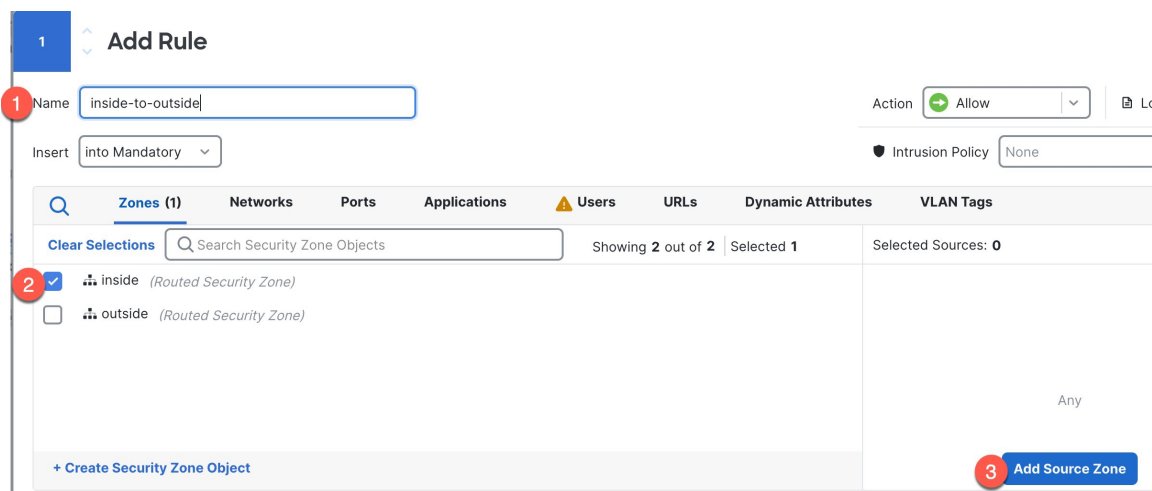 1 Add Rule
1 Name inside-to-outside Action Allow Lo
Insert into Mandatory Intrusion Policy None
Zones (1) Networks Ports Applications Users URLs Dynamic Attributes VLAN Tags
Clear Selections Search Security Zone Objects Showing 2 out of 2 Selected 1 Selected Sources: 0
2 inside (Routed Security Zone)
outside (Routed Security Zone)
Any
+ Create Security Zone Object 3 Add Source Zone